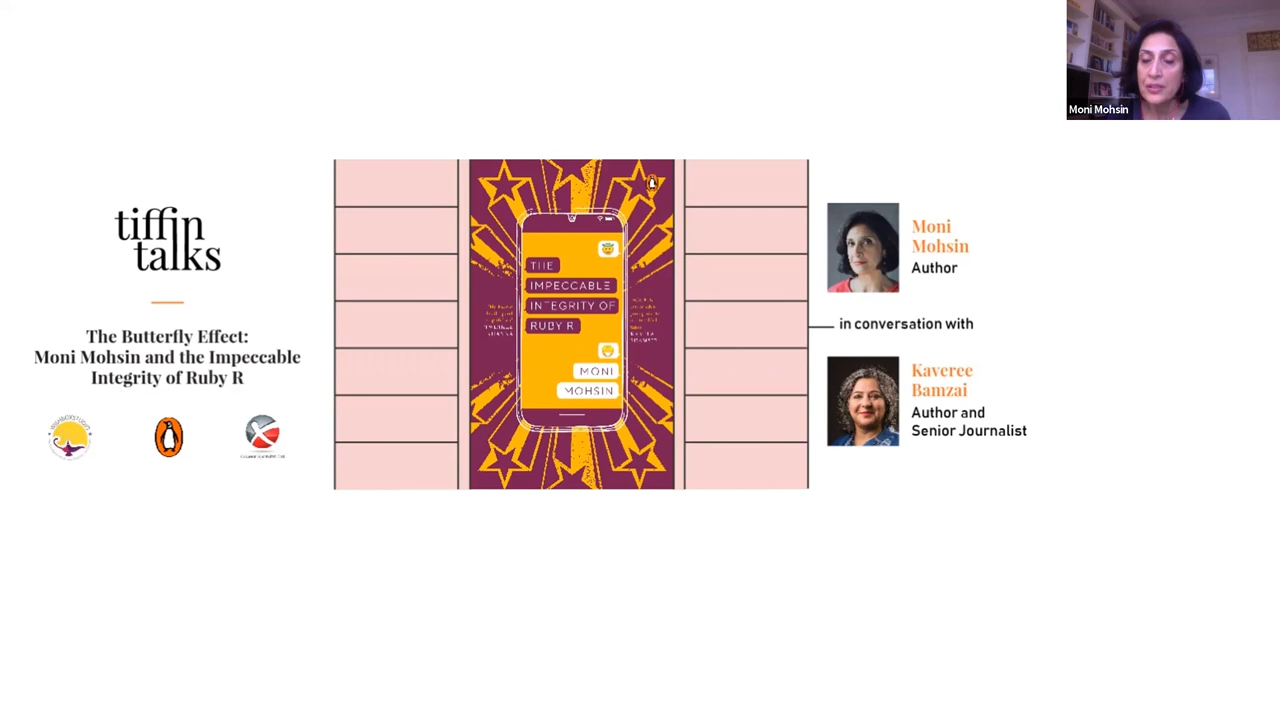 Moni Mohsin
tiffin
talks
The Butterfly Effect:
Moni Mohsin and the Impeccable
Integrity of Ruby R
THE
IMPECCABLE
INTEGRITY OF
RUBY R
MONI
MOHSIN
Moni
Mohsin
Author
in conversation with
Kaveree
Bamzai
Author and
Senior Journalist